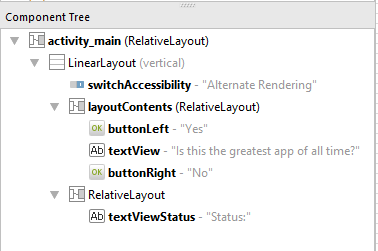 Component Tree
activity_main (RelativeLayout)
LinearLayout (vertical)
switchAccessibility - "Alternate Rendering"
layoutContents (RelativeLayout)
OK buttonLeft - "Yes"
Ab textView - "Is this the greatest app of all time?"
OK buttonRight - "No"
RelativeLayout
Ab textViewStatus - "Status:"